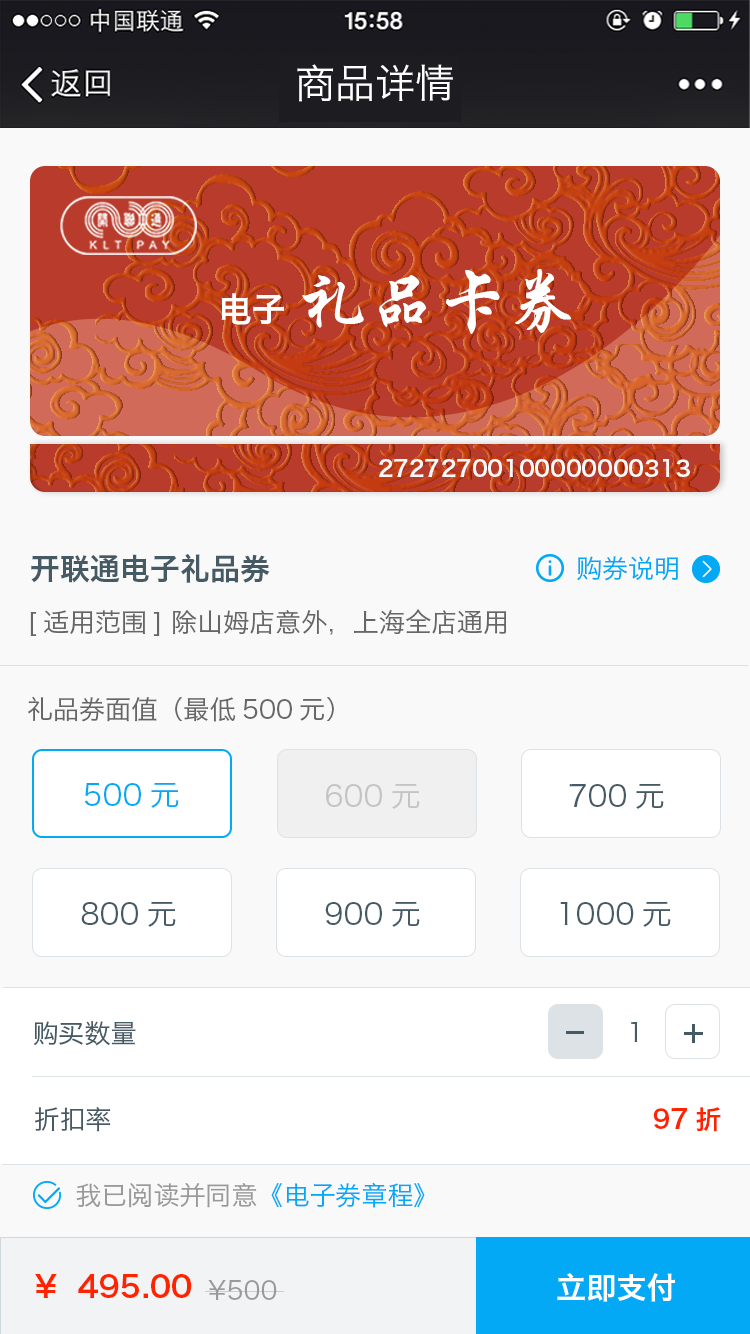 中国联通 15:58
返回 商品详情
開聯通
KLT PAY
电子 礼品卡券
27272700100000000313
开联通电子礼品券 购券说明
[ 适用范围 ] 除山姆店意外，上海全店通用
礼品券面值（最低 500 元）
500 元 600 元 700 元
800 元 900 元 1000 元
购买数量 1
折扣率 97 折
我已阅读并同意《电子券章程》
¥ 495.00 ¥500 立即支付